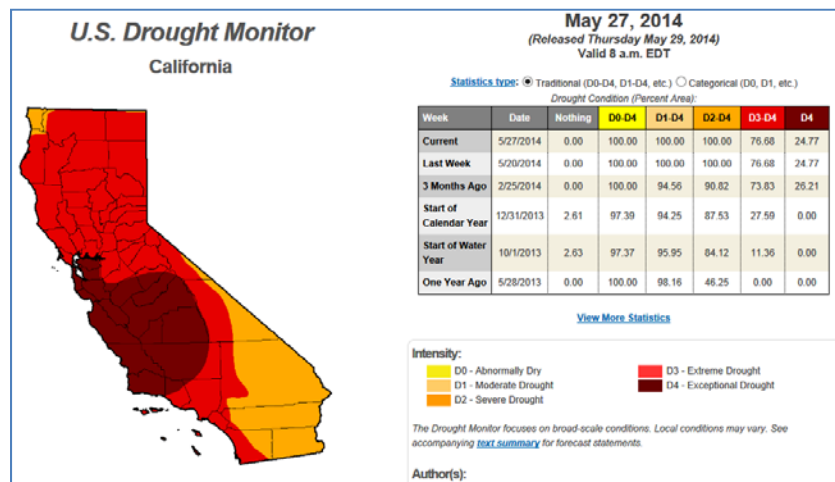 U.S. Drought Monitor
California
May 27, 2014
(Released Thursday May 29, 2014)
Valid 8 a.m. EDT
Statistics type: Traditional (D0-D4, D1-D4, etc.) Categorical (D0, D1, etc.)
Drought Condition (Percent Area):
Week Date Nothing D0-D4 D1-D4 D2-D4 D3-D4 D4
Current 5/27/2014 0.00 100.00 100.00 100.00 76.68 24.77
Last Week 5/20/2014 0.00 100.00 100.00 100.00 76.68 24.77
3 Months Ago 2/25/2014 0.00 100.00 94.56 90.82 73.83 26.21
Start of
Calendar Year 12/31/2013 2.61 97.39 94.25 87.53 27.59 0.00
Start of Water
Year 10/1/2013 2.63 97.37 95.95 84.12 11.36 0.00
One Year Ago 5/28/2013 0.00 100.00 98.16 46.25 0.00 0.00
View More Statistics
Intensity:
D0 - Abnormally Dry
D1 - Moderate Drought
D2 - Severe Drought
D3 - Extreme Drought
D4 - Exceptional Drought
The Drought Monitor focuses on broad-scale conditions. Local conditions may vary. See
accompanying text summary for forecast statements.
Author(s):